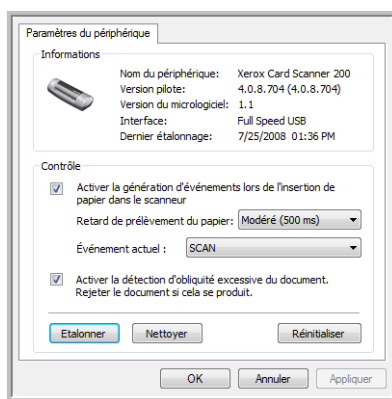 Paramètres du périphérique
Informations
Nom du périphérique: Xerox Card Scanner 200
Version pilote: 4.0.8.704 (4.0.8.704)
Version du micrologiciel: 1.1
Interface: Full Speed USB
Dernier étalonnage: 7/25/2008 01:36 PM
Contrôle
Activer la génération d'événements lors de l'insertion de
papier dans le scanneur
Retard de prélèvement du papier: Modéré (500 ms)
Événement actuel : SCAN
Activer la détection d'obliquité excessive du document.
Rejeter le document si cela se produit.
Etalonner Nettoyer Réinitialiser
OK Annuler Appliquer